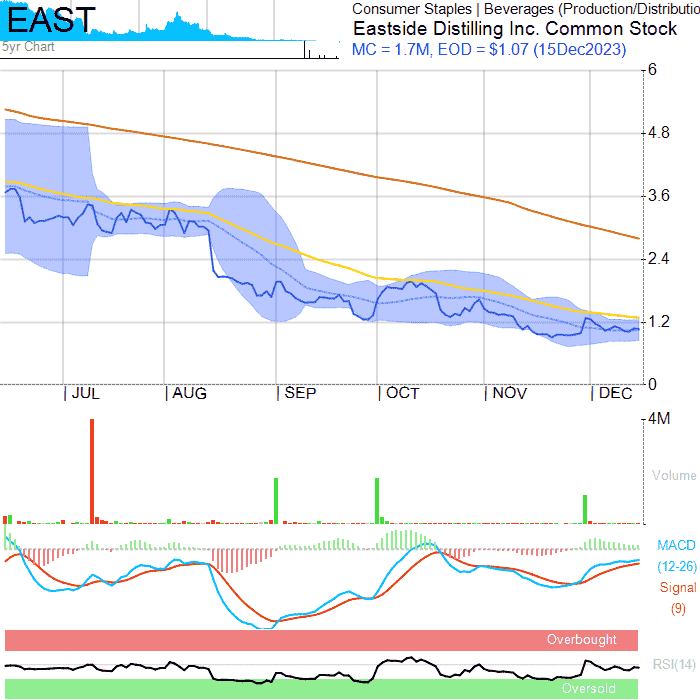 EAST
5yr Chart
Consumer Staples | Beverages (Production/Distributio
Eastside Distilling Inc. Common Stock
MC = 1.7M, EOD = $1.07 (15Dec2023)
6
4.8
3.6
2.4
1.2
0
JUL AUG SEP OCT NOV DEC
4M
Volume
MACD
(12-26)
Signal
(9)
Overbought
RSI(14)
Oversold